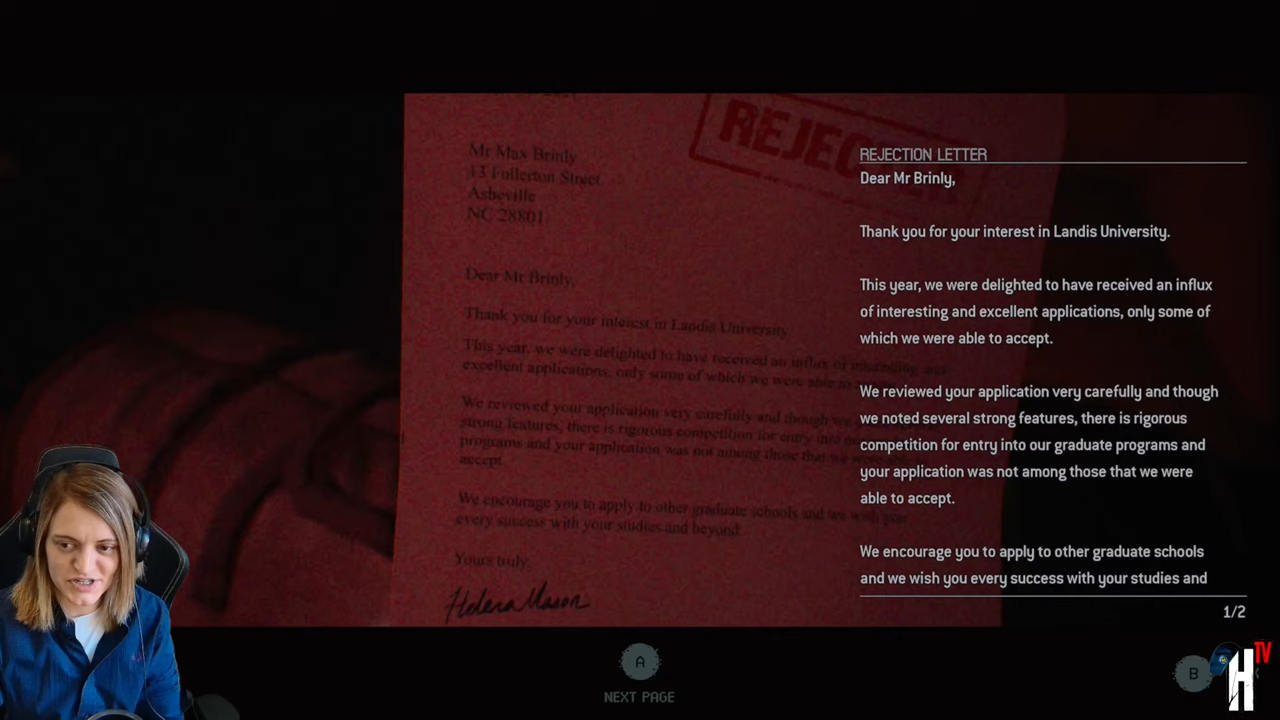 Mr Max Brinly
13 Fullerton Street
Asheville
NC 28801
Dear Mr Brinly,
Thank you for your interest in Landis University
This year, we were delighted to have received an influx of
excellent applications, only some of which we were able to
We reviewed your application very carefully and though we
strong features, there is rigorous competition for entry into
programs and your application was not among those that we
accept.
We encourage you to apply to other graduate schools and we wish you
every success with your studies and beyond.
Yours truly,
Helena Mason
REJEC
REJECTION LETTER
Dear Mr Brinly,
Thank you for your interest in Landis University.
This year, we were delighted to have received an influx
of interesting and excellent applications, only some of
which we were able to accept.
We reviewed your application very carefully and though
we noted several strong features, there is rigorous
competition for entry into our graduate programs and
your application was not among those that we were
able to accept.
We encourage you to apply to other graduate schools
and we wish you every success with your studies and
1/2
A
NEXT PAGE
B
H TV